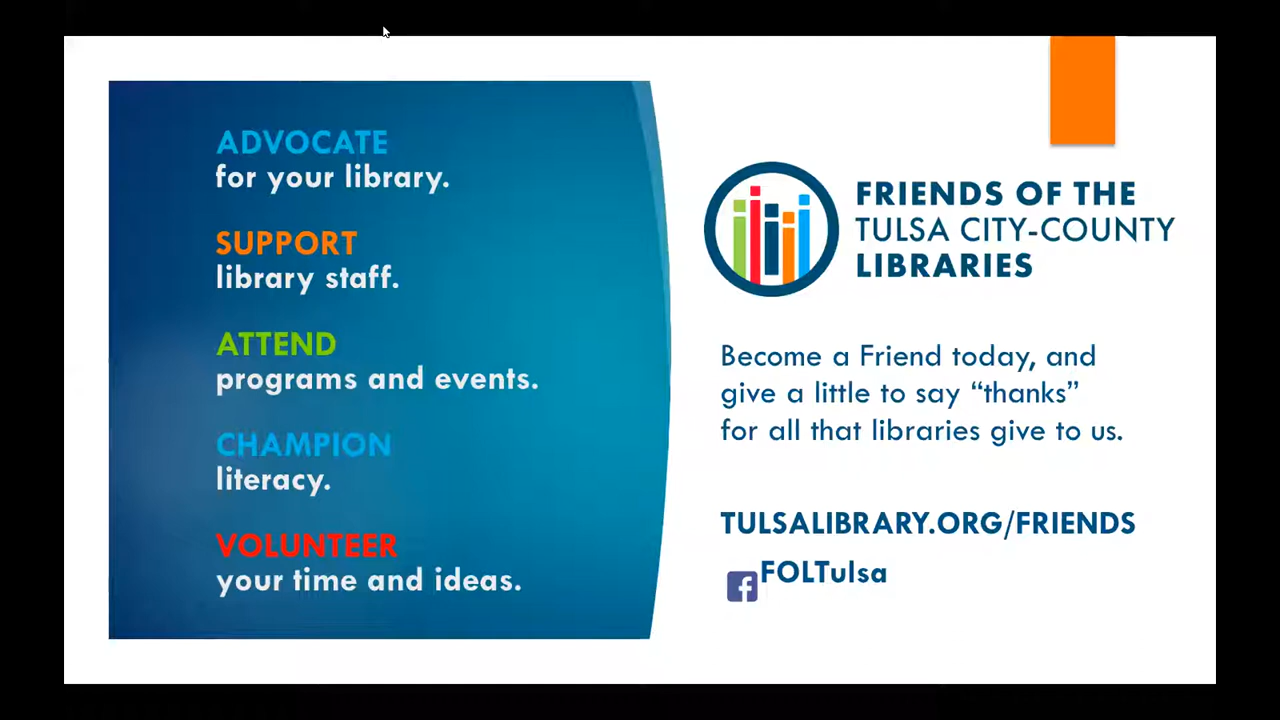 ADVOCATE
for your library.
SUPPORT
library staff.
ATTEND
programs and events.
CHAMPION
literacy.
VOLUNTEER
your time and ideas.
FRIENDS OF THE
TULSA CITY-COUNTY
LIBRARIES
Become a Friend today, and
give a little to say “thanks”
for all that libraries give to us.
TULSALIBRARY.ORG/FRIENDS
f FOLTulsa